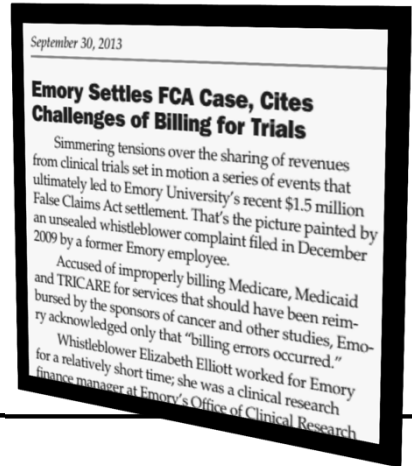 September 30, 2013
Emory Settles FCA Case, Cites
Challenges of Billing for Trials
Simmering tensions over the sharing of revenues
from clinical trials set in motion a series of events that
ultimately led to Emory University's recent $1.5 million
False Claims Act settlement. That's the picture painted by
an unsealed whistleblower complaint filed in December
2009 by a former Emory employee.
Accused of improperly billing Medicare, Medicaid
and TRICARE for services that should have been reim-
bursed by the sponsors of cancer and other studies, Emo-
ry acknowledged only that "billing errors occurred."
Whistleblower Elizabeth Elliott worked for Emory
for a relatively short time; she was a clinical research
finance manager at Emory's Office of Clinical Research